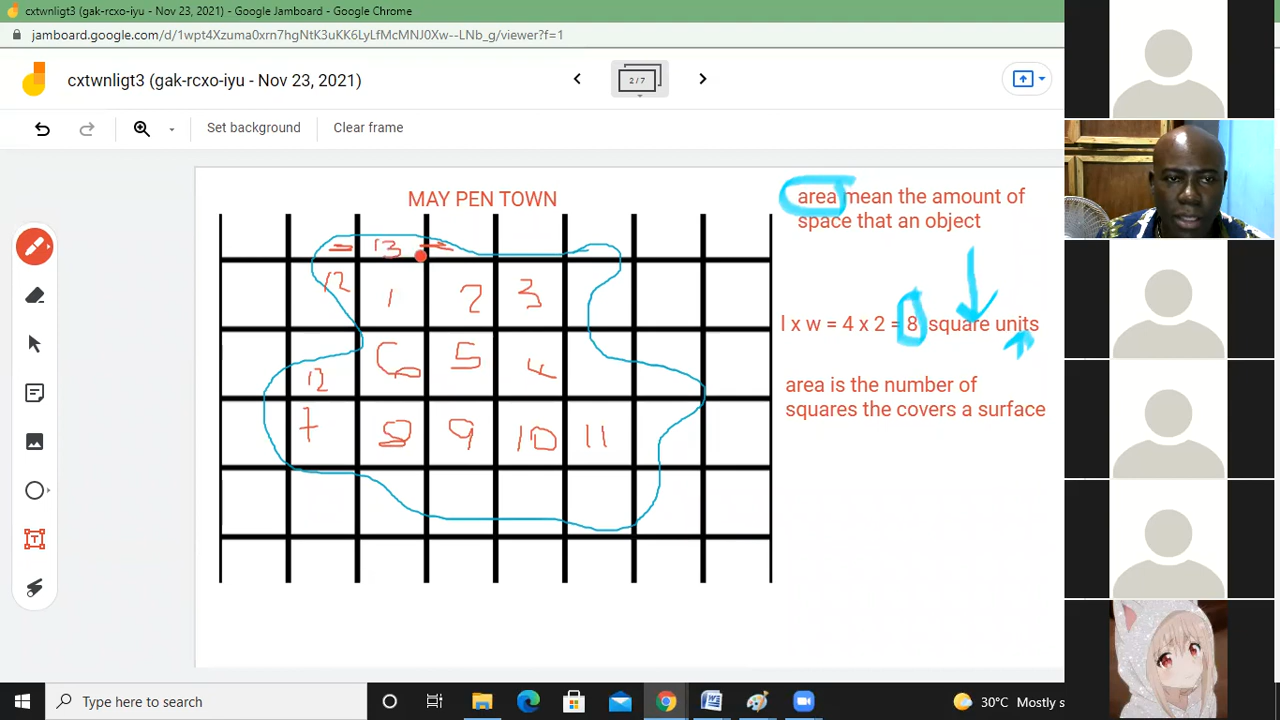 cxtwnligt3 (gak-rcxo-iyu - Nov 23, 2021) - Google Jamboard - Google Chrome
jamboard.google.com/d/1wpt4Xzuma0xrn7hgNtK3uKK6LyLfMcMNJ0Xw--LNb_g/viewer?f=1
cxtwnligt3 (gak-rcxo-iyu - Nov 23, 2021)
2/7
Set background
Clear frame
MAY PEN TOWN
= 13 =
12 1 2 3
6 5 4
12
7 8 9 10 11
area mean the amount of
space that an object
l x w = 4 x 2 = 8 square units
area is the number of
squares the covers a surface
Type here to search
30°C Mostly s